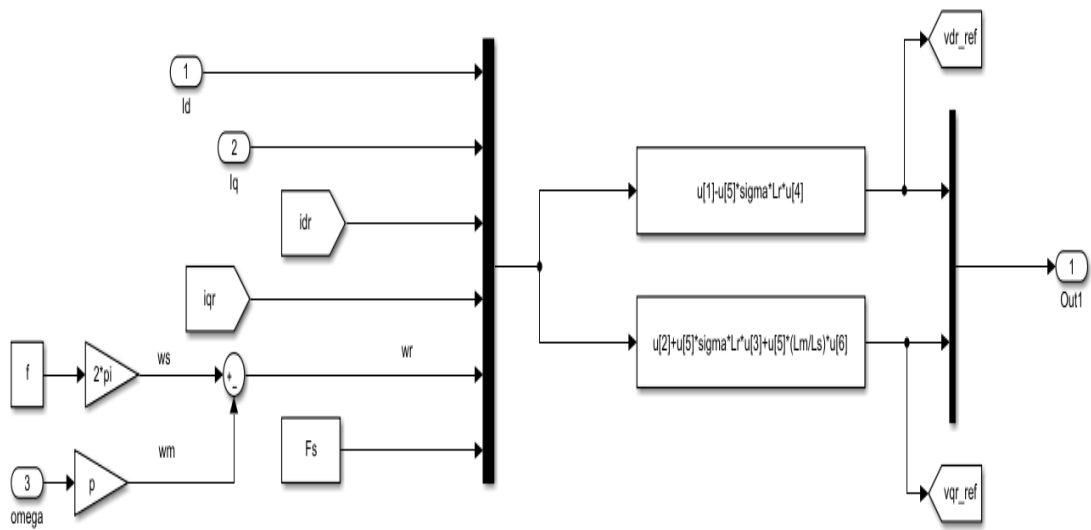 vdr_ref
1
Id
2
Iq
u[1]-u[5]*sigma*Lr*u[4]
idr
1
Out1
iqr
ws
wr
u[2]+u[5]*sigma*Lr*u[3]+u[5]*(Lm/Ls)*u[6]
f
2*pi
+
-
wm
Fs
3
p
vqr_ref
omega